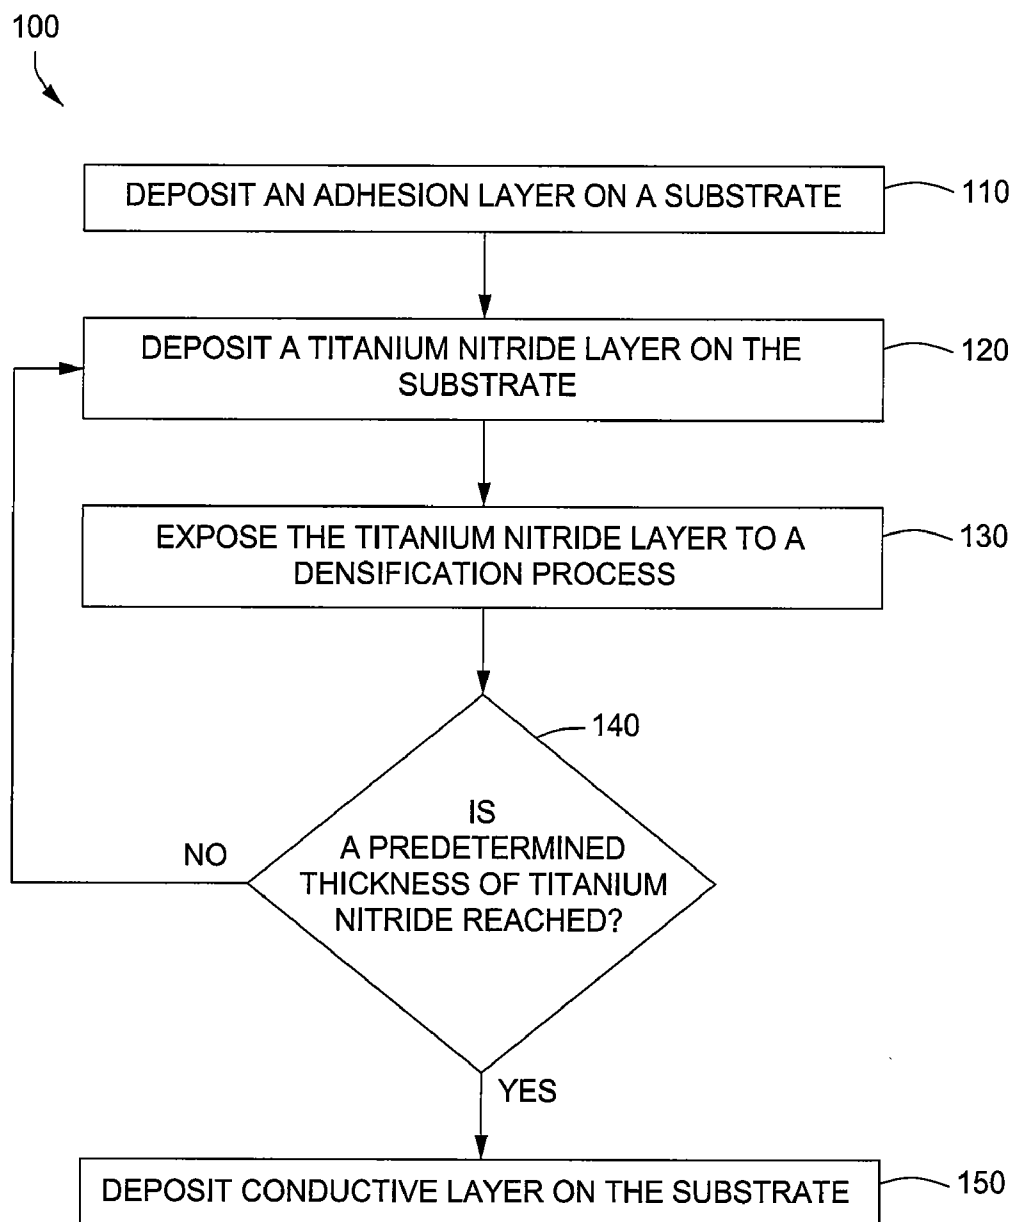 100
DEPOSIT AN ADHESION LAYER ON A SUBSTRATE
110
DEPOSIT A TITANIUM NITRIDE LAYER ON THE
SUBSTRATE
120
EXPOSE THE TITANIUM NITRIDE LAYER TO A
DENSIFICATION PROCESS
130
140
IS
A PREDETERMINED
THICKNESS OF TITANIUM
NITRIDE REACHED?
NO
YES
DEPOSIT CONDUCTIVE LAYER ON THE SUBSTRATE
150